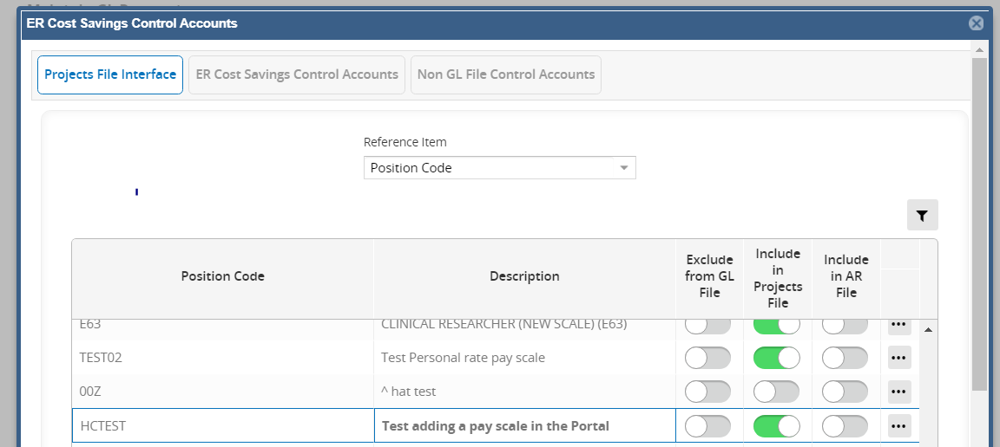 ER Cost Savings Control Accounts
Projects File Interface
ER Cost Savings Control Accounts
Non GL File Control Accounts
Reference Item
Position Code
Position Code
Description
Exclude
from GL
File
Include
in
Projects
File
Include
in AR
File
E63
CLINICAL RESEARCHER (NEW SCALE) (E63)
TEST02
Test Personal rate pay scale
00Z
^ hat test
HCTEST
Test adding a pay scale in the Portal